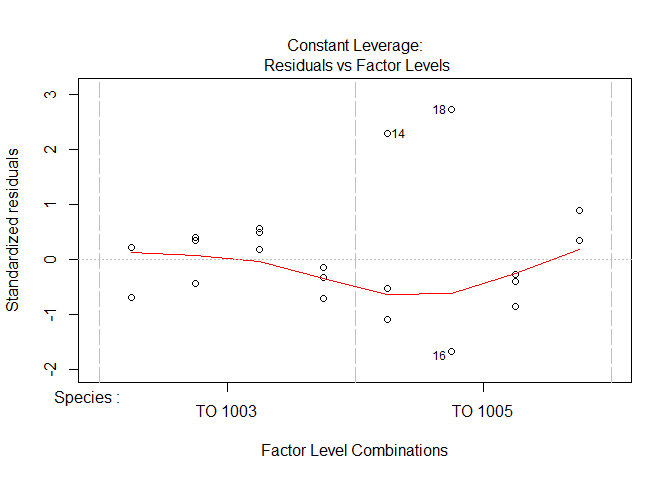 Constant Leverage:
Residuals vs Factor Levels
Standardized residuals
3
2
1
0
-1
-2
18
14
16
Species :
TO 1003
TO 1005
Factor Level Combinations